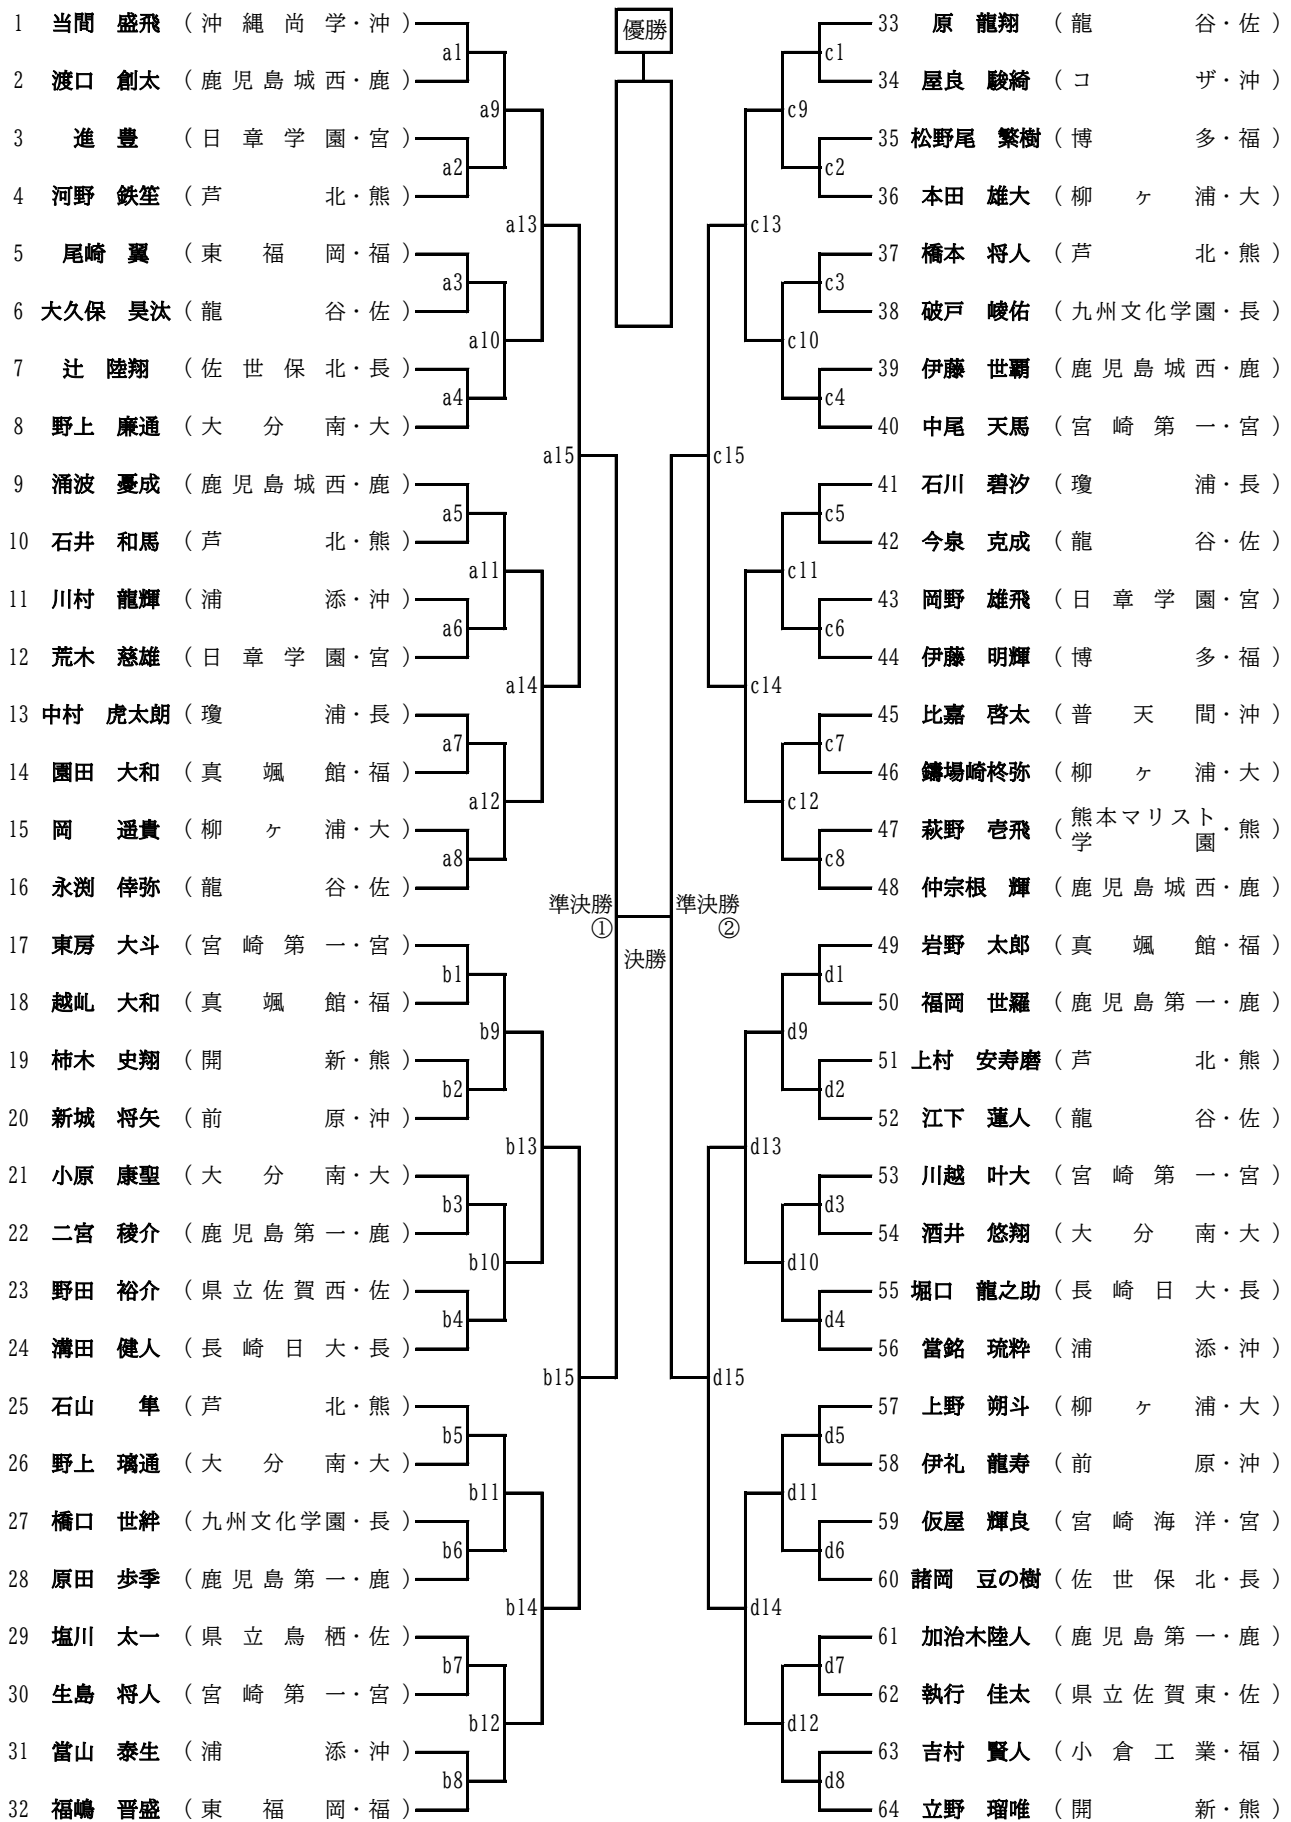 優勝
1 当間 盛飛 (沖縄尚学・沖)
a1
2 渡口 創太 (鹿児島城西・鹿)
a9
3 進 豊 (日章学園・宮)
a2
4 河野 鉄笙 (芦北・熊)
a13
5 尾崎 翼 (東福岡・福)
a3
6 大久保 昊汰 (龍谷・佐)
a10
7 辻 陸翔 (佐世保北・長)
a4
8 野上 廉通 (大分南・大)
a15
9 涌波 憂成 (鹿児島城西・鹿)
a5
10 石井 和馬 (芦北・熊)
a11
11 川村 龍輝 (浦添・沖)
a6
12 荒木 慈雄 (日章学園・宮)
a14
13 中村 虎太朗 (瓊浦・長)
a7
14 園田 大和 (真颯館・福)
a12
15 岡 遥貴 (柳ヶ浦・大)
a8
16 永渕 倖弥 (龍谷・佐)
準決勝
①
17 東房 大斗 (宮崎第一・宮)
b1
18 越乢 大和 (真颯館・福)
b9
19 柿木 史翔 (開新・熊)
b2
20 新城 将矢 (前原・沖)
b13
21 小原 康聖 (大分南・大)
b3
22 二宮 稜介 (鹿児島第一・鹿)
b10
23 野田 裕介 (県立佐賀西・佐)
b4
24 溝田 健人 (長崎日大・長)
b15
25 石山 隼 (芦北・熊)
b5
26 野上 璃通 (大分南・大)
b11
27 橋口 世絆 (九州文化学園・長)
b6
28 原田 歩季 (鹿児島第一・鹿)
b14
29 塩川 太一 (県立鳥栖・佐)
b7
30 生島 将人 (宮崎第一・宮)
b12
31 當山 泰生 (浦添・沖)
b8
32 福嶋 晋盛 (東福岡・福)
決勝
33 原 龍翔 (龍谷・佐)
c1
34 屋良 駿綺 (コザ・沖)
c9
35 松野尾 繁樹 (博多・福)
c2
36 本田 雄大 (柳ヶ浦・大)
c13
37 橋本 将人 (芦北・熊)
c3
38 破戸 崚佑 (九州文化学園・長)
c10
39 伊藤 世覇 (鹿児島城西・鹿)
c4
40 中尾 天馬 (宮崎第一・宮)
c15
41 石川 碧汐 (瓊浦・長)
c5
42 今泉 克成 (龍谷・佐)
c11
43 岡野 雄飛 (日章学園・宮)
c6
44 伊藤 明輝 (博多・福)
c14
45 比嘉 啓太 (普天間・沖)
c7
46 鑄場崎柊弥 (柳ヶ浦・大)
c12
47 萩野 壱飛 (熊本マリスト学園・熊)
c8
48 仲宗根 輝 (鹿児島城西・鹿)
準決勝
②
49 岩野 太郎 (真颯館・福)
d1
50 福岡 世羅 (鹿児島第一・鹿)
d9
51 上村 安寿磨 (芦北・熊)
d2
52 江下 蓮人 (龍谷・佐)
d13
53 川越 叶大 (宮崎第一・宮)
d3
54 酒井 悠翔 (大分南・大)
d10
55 堀口 龍之助 (長崎日大・長)
d4
56 當銘 琉粋 (浦添・沖)
d15
57 上野 朔斗 (柳ヶ浦・大)
d5
58 伊礼 龍寿 (前原・沖)
d11
59 仮屋 輝良 (宮崎海洋・宮)
d6
60 諸岡 豆の樹 (佐世保北・長)
d14
61 加治木陸人 (鹿児島第一・鹿)
d7
62 執行 佳太 (県立佐賀東・佐)
d12
63 吉村 賢人 (小倉工業・福)
d8
64 立野 瑠唯 (開新・熊)